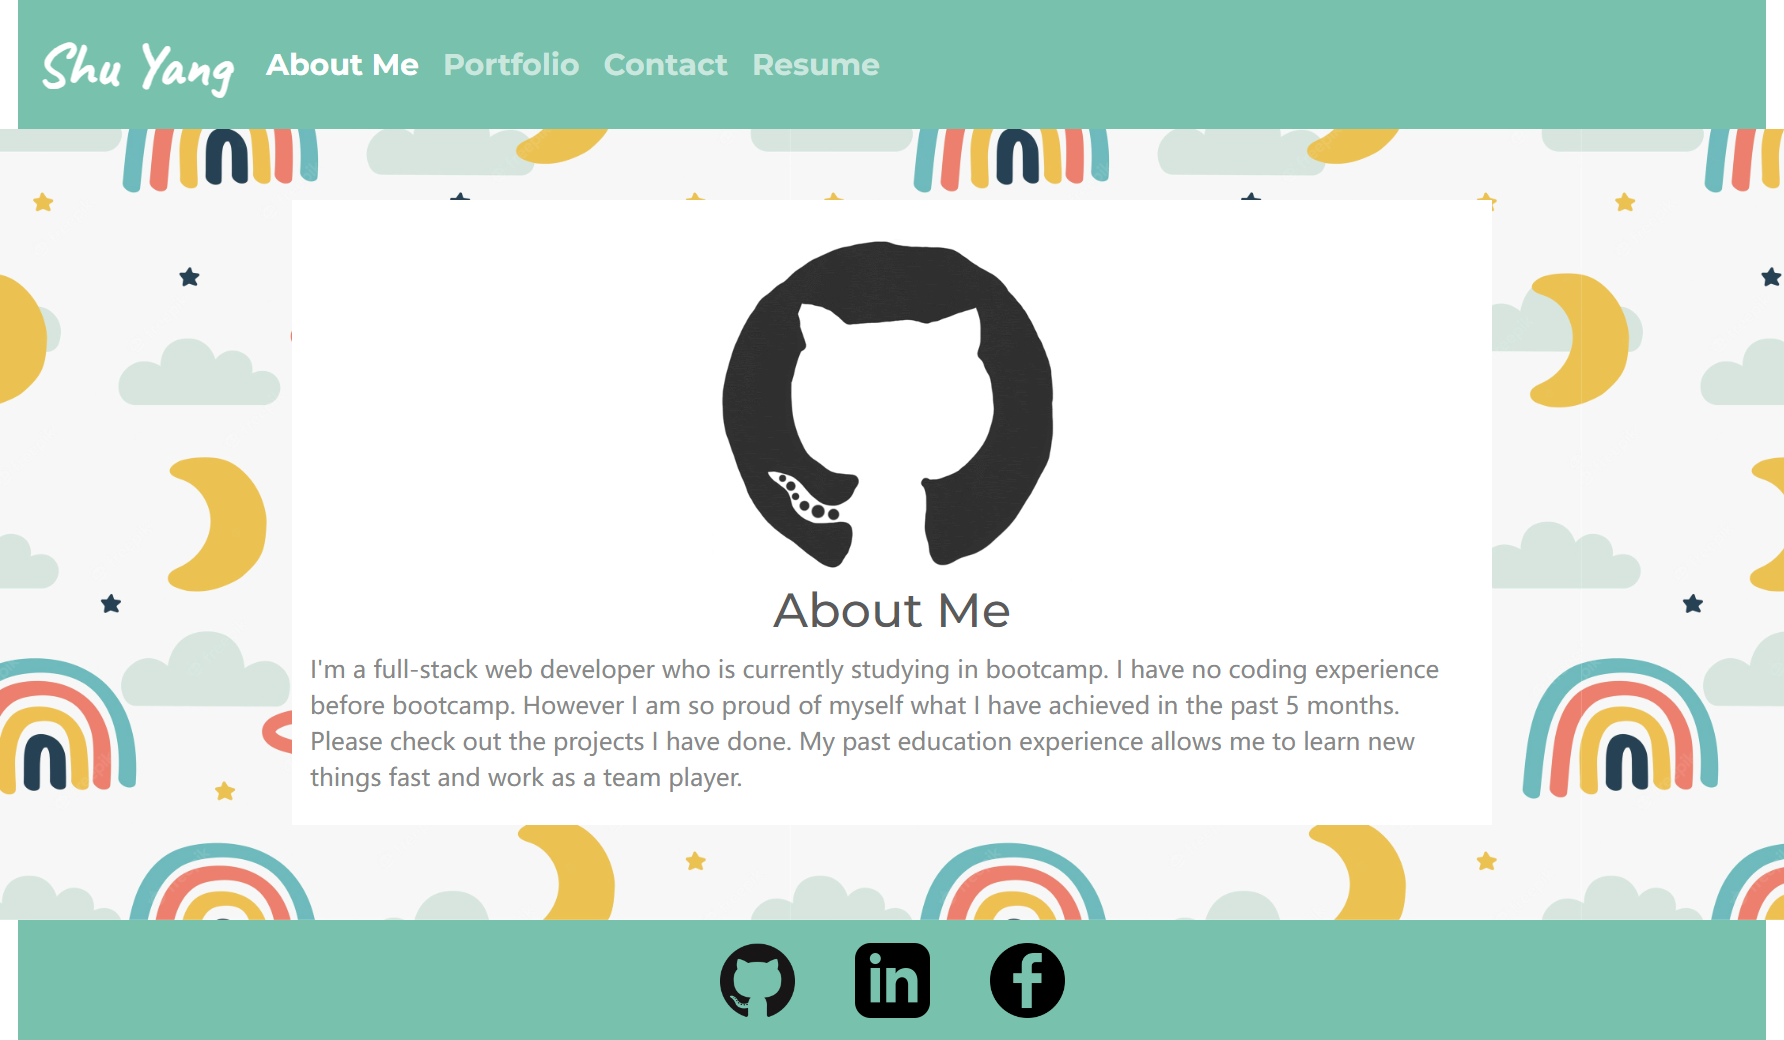 Shu Yang About Me Portfolio Contact Resume
About Me
I'm a full-stack web developer who is currently studying in bootcamp. I have no coding experience
before bootcamp. However I am so proud of myself what I have achieved in the past 5 months.
Please check out the projects I have done. My past education experience allows me to learn new
things fast and work as a team player.
in f